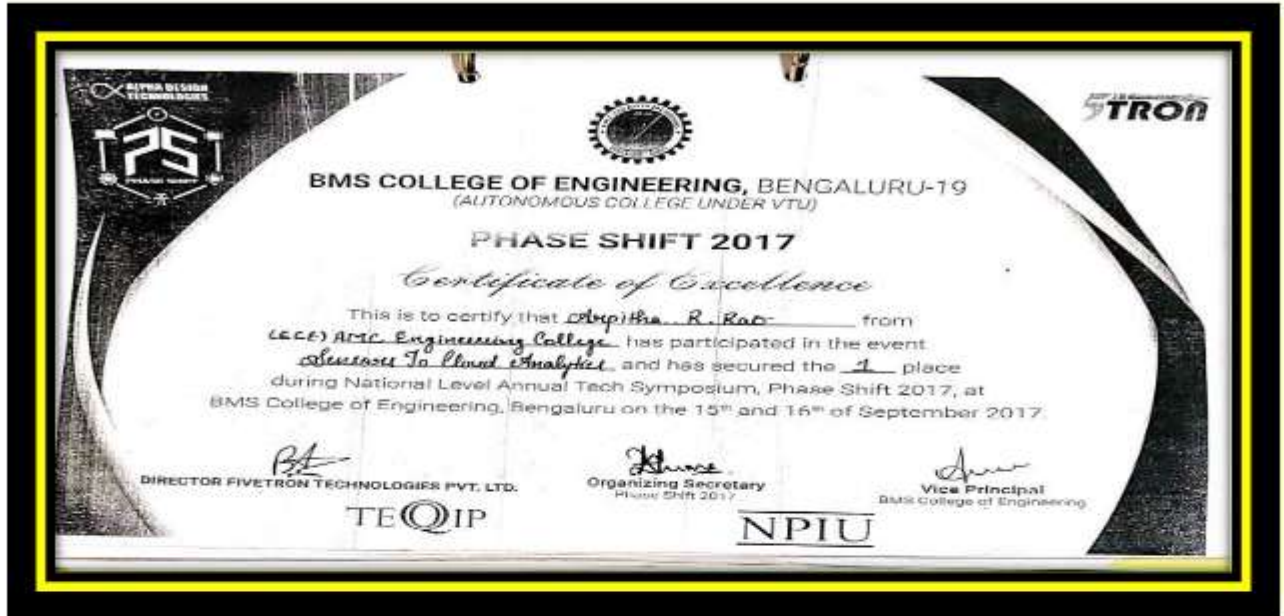 ALPHA DESIGN
TECHNOLOGIES
PS
PHASE SHIFT
5TRON
BMS COLLEGE OF ENGINEERING, BENGALURU-19
(AUTONOMOUS COLLEGE UNDER VTU)
PHASE SHIFT 2017
Certificate of Excellence
This is to certify that Arpitha R. Rao from
(ECE) AMC Engineering College has participated in the event
Sensors To Cloud Analytics and has secured the 1 place
during National Level Annual Tech Symposium, Phase Shift 2017, at
BMS College of Engineering, Bengaluru on the 15th and 16th of September 2017.
DIRECTOR FIVETRON TECHNOLOGIES PVT. LTD.
Organizing Secretary
Phase Shift 2017
Vice Principal
BMS College of Engineering
TEQIP
NPIU